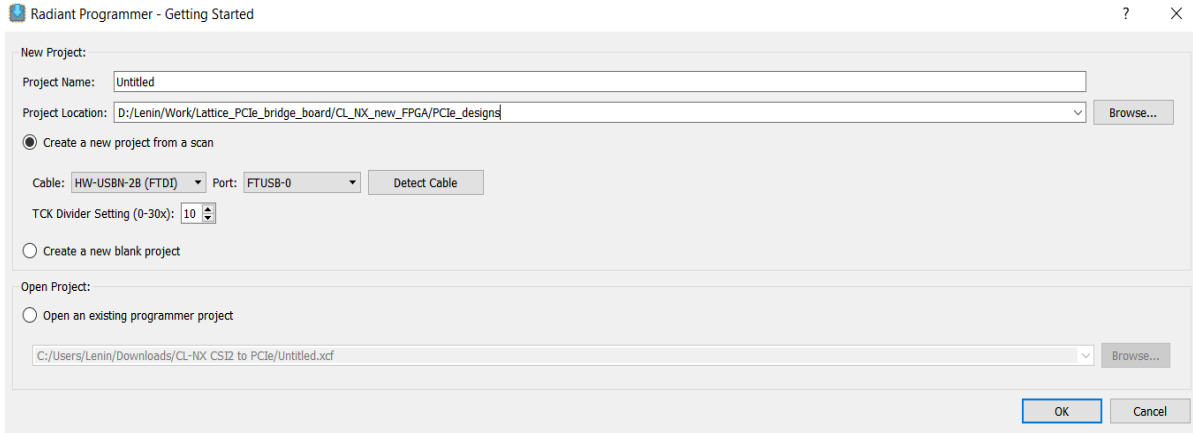 Radiant Programmer - Getting Started ? ×
New Project:
Project Name: Untitled
Project Location: D:/Lenin/Work/Lattice_PCIe_bridge_board/CL_NX_new_FPGA/PCIe_designs Browse...
Create a new project from a scan
Cable: HW-USBN-2B (FTDI) Port: FTUSB-0 Detect Cable
TCK Divider Setting (0-30x): 10
Create a new blank project
Open Project:
Open an existing programmer project
C:/Users/Lenin/Downloads/CL-NX CSI2 to PCIe/Untitled.xcf Browse...
OK Cancel